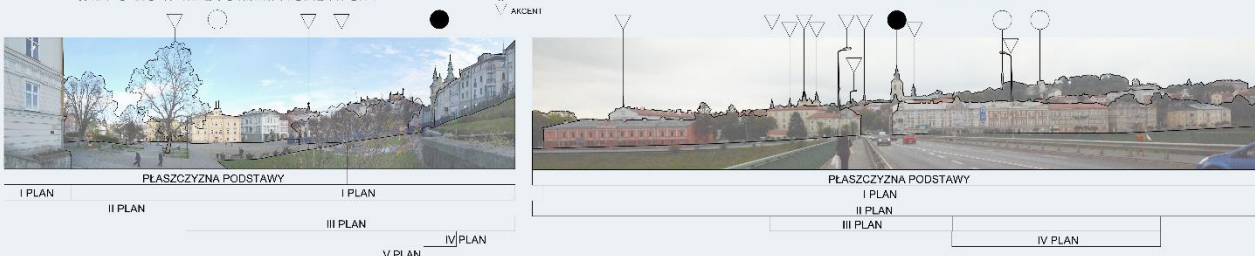 AKCENT
PŁASZCZYZNA PODSTAWY
I PLAN
I PLAN
II PLAN
III PLAN
IV PLAN
V PLAN
PŁASZCZYZNA PODSTAWY
I PLAN
II PLAN
III PLAN
IV PLAN